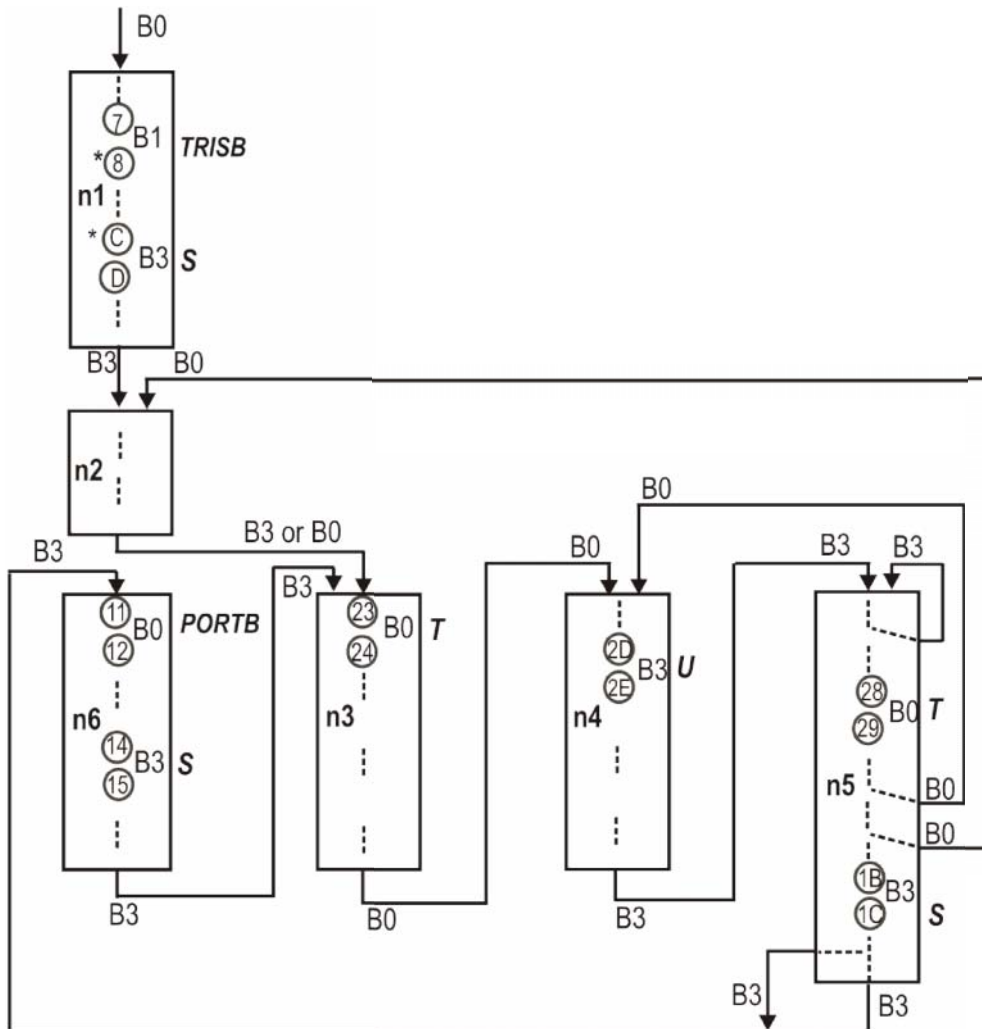 B0
7
B1
TRISB
* 8
n1
* C
B3 S
D
B3 B0
n2
B0
B3 or B0
B0
B3 B3
B3
B3
11
B0 PORTB
12
n6
14
B3 S
15
B3
23
B0 T
24
n3
B0
2D
B3 U
2E
n4
B3
28
B0 T
29
n5
B0
B0
1B
B3
1C S
B3
B3